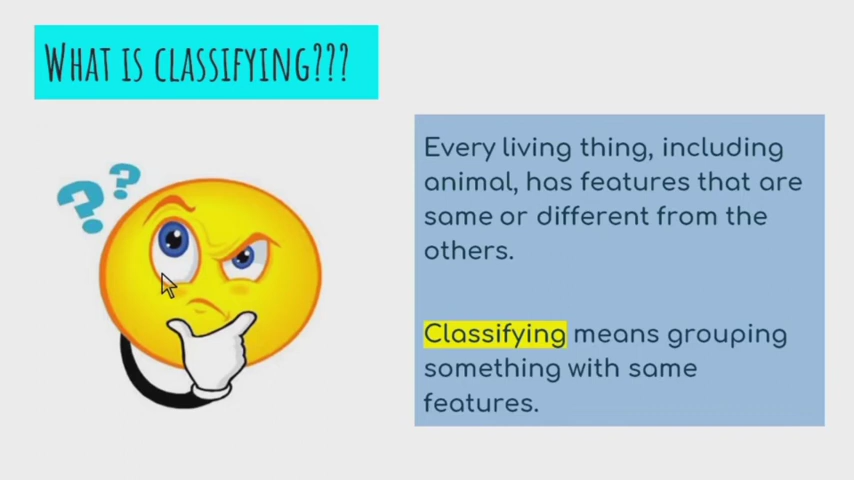 What is classifying???
Every living thing, including
animal, has features that are
same or different from the
others.
Classifying means grouping
something with same
features.